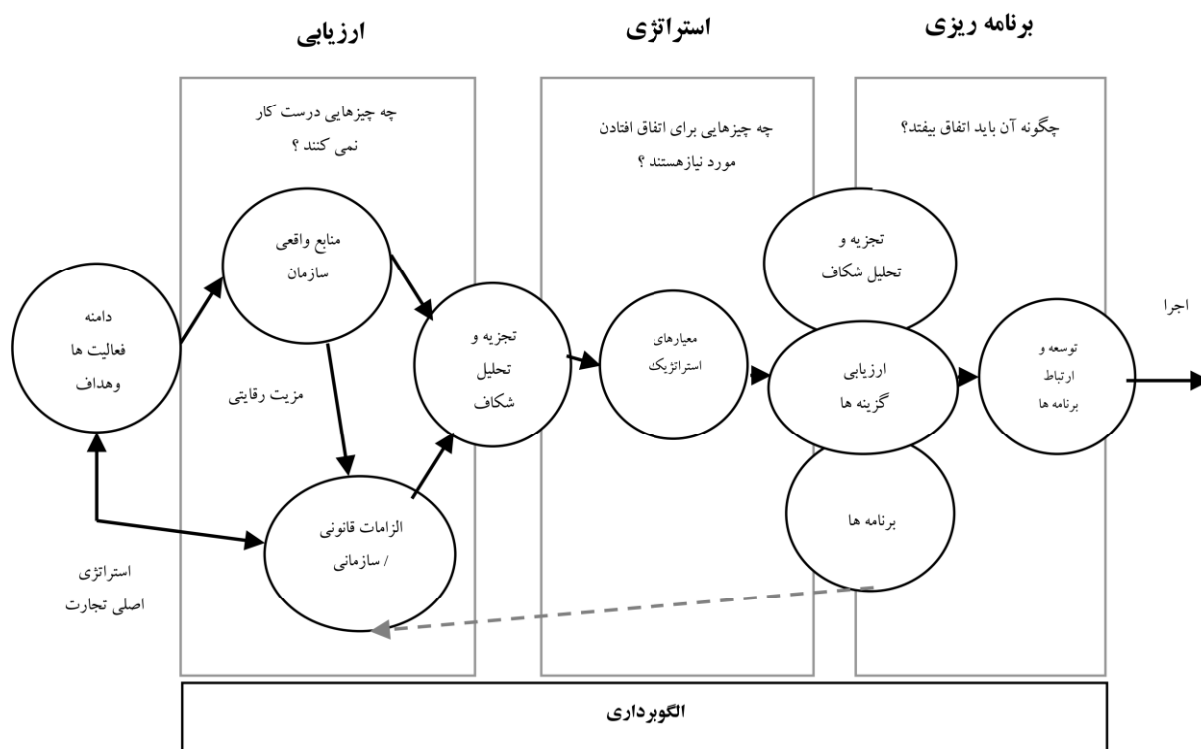 ارزیابی
استراتژی
برنامه ریزی
چه چیزهایی درست کار
نمی کنند ؟
چه چیزهایی برای اتفاق افتادن
مورد نیازهستند ؟
چگونه آن باید اتفاق بیفتد؟
دامنه
فعالیت ها
وهداف
منابع واقعی
سازمان
مزیت رقابتی
الزامات قانونی
/ سازمانی
استراتژی
اصلی تجارت
تجزیه و
تحلیل
شکاف
معیارهای
استراتژیک
تجزیه و
تحلیل شکاف
ارزیابی
گزینه ها
برنامه ها
توسعه و
ارتباط
برنامه ها
اجرا
الگوبرداری